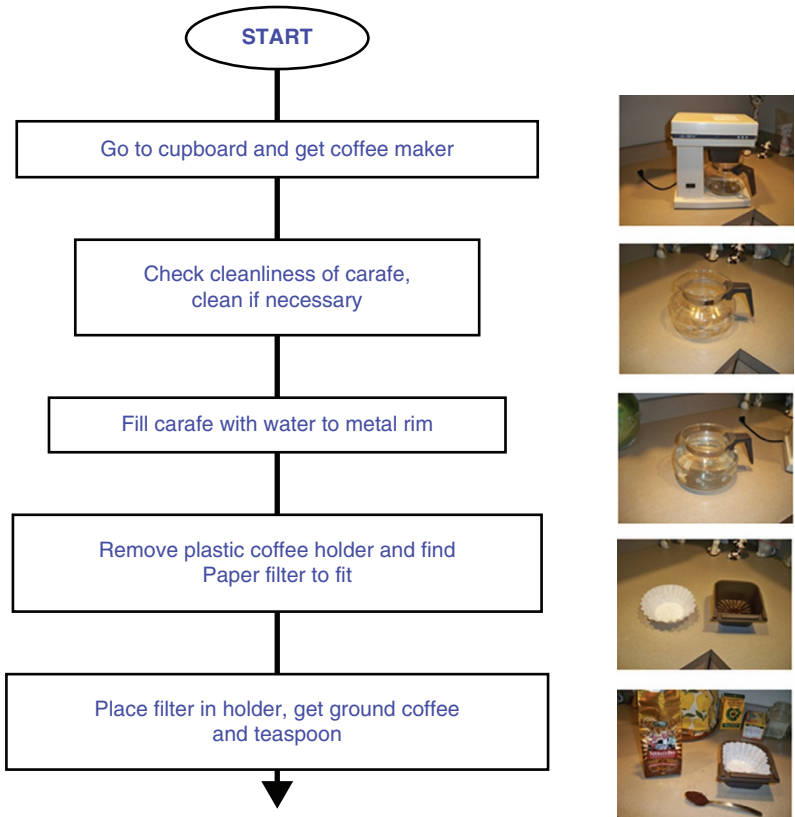 START
Go to cupboard and get coffee maker
Check cleanliness of carafe,
clean if necessary
Fill carafe with water to metal rim
Remove plastic coffee holder and find
Paper filter to fit
Place filter in holder, get ground coffee
and teaspoon